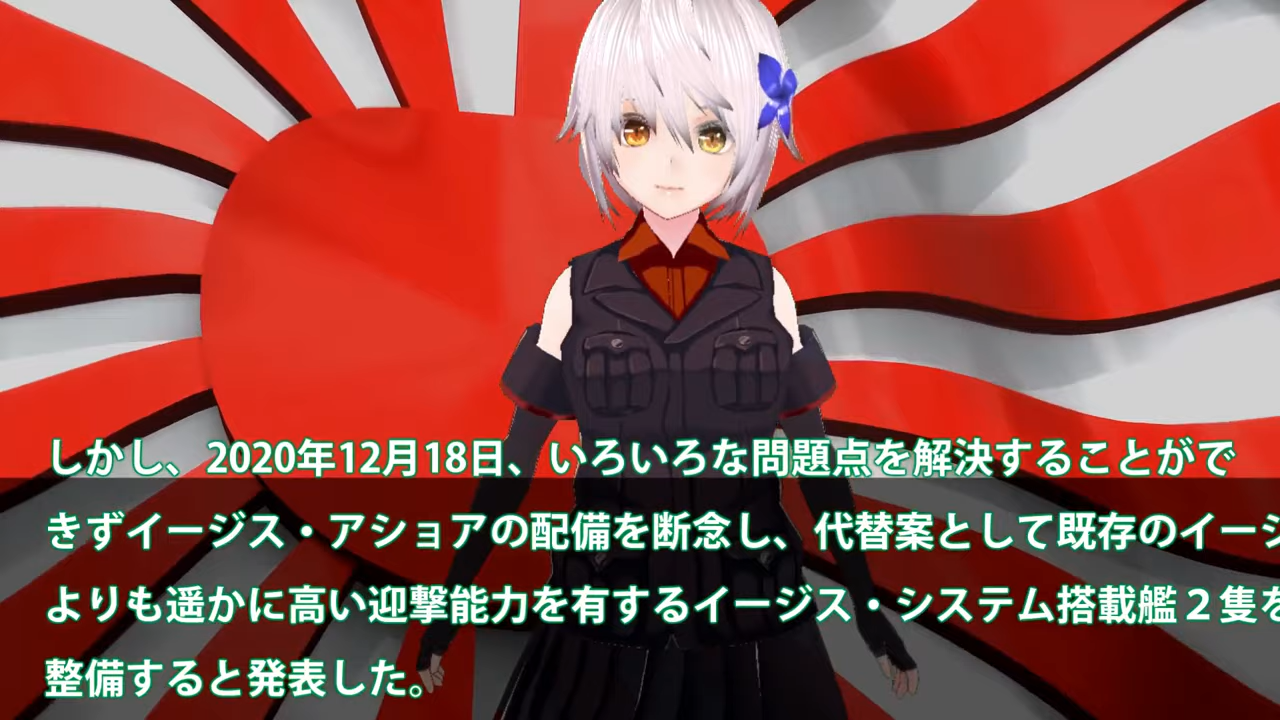 しかし、2020年12月18日、いろいろな問題点を解決することがで
きずイージス・アショアの配備を断念し、代替案として既存のイージ
よりも遥かに高い迎撃能力を有するイージス・システム搭載艦２隻を
整備すると発表した。